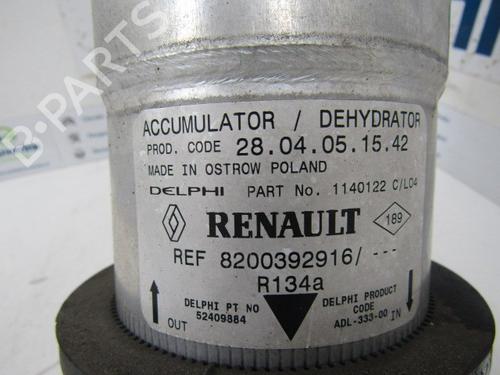 B-PARTS
ACCUMULATOR / DEHYDRATOR
PROD. CODE 28.04.05.15.42
MADE IN OSTROW POLAND
DELPHI PART No. 1140122 C/L04
RENAULT 189
REF 8200392916/ ---
R134a
OUT
DELPHI PT NO
52409884
DELPHI PRODUCT
CODE
ADL-333-00
IN